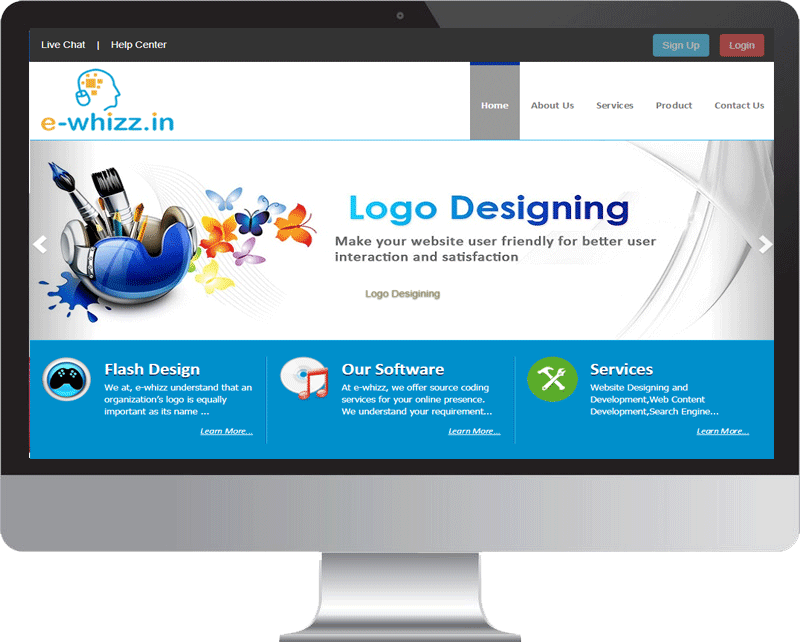 Live Chat | Help Center
Sign Up
Login
e-whizz.in
Home
About Us
Services
Product
Contact Us
Logo Designing
Make your website user friendly for better user
interaction and satisfaction
Logo Desigining
Flash Design
We at, e-whizz understand that an
organization's logo is equally
important as its name ...
Learn More...
Our Software
At e-whizz, we offer source coding
services for your online presence.
We understand your requirement...
Learn More...
Services
Website Designing and
Development,Web Content
Development,Search Engine...
Learn More...